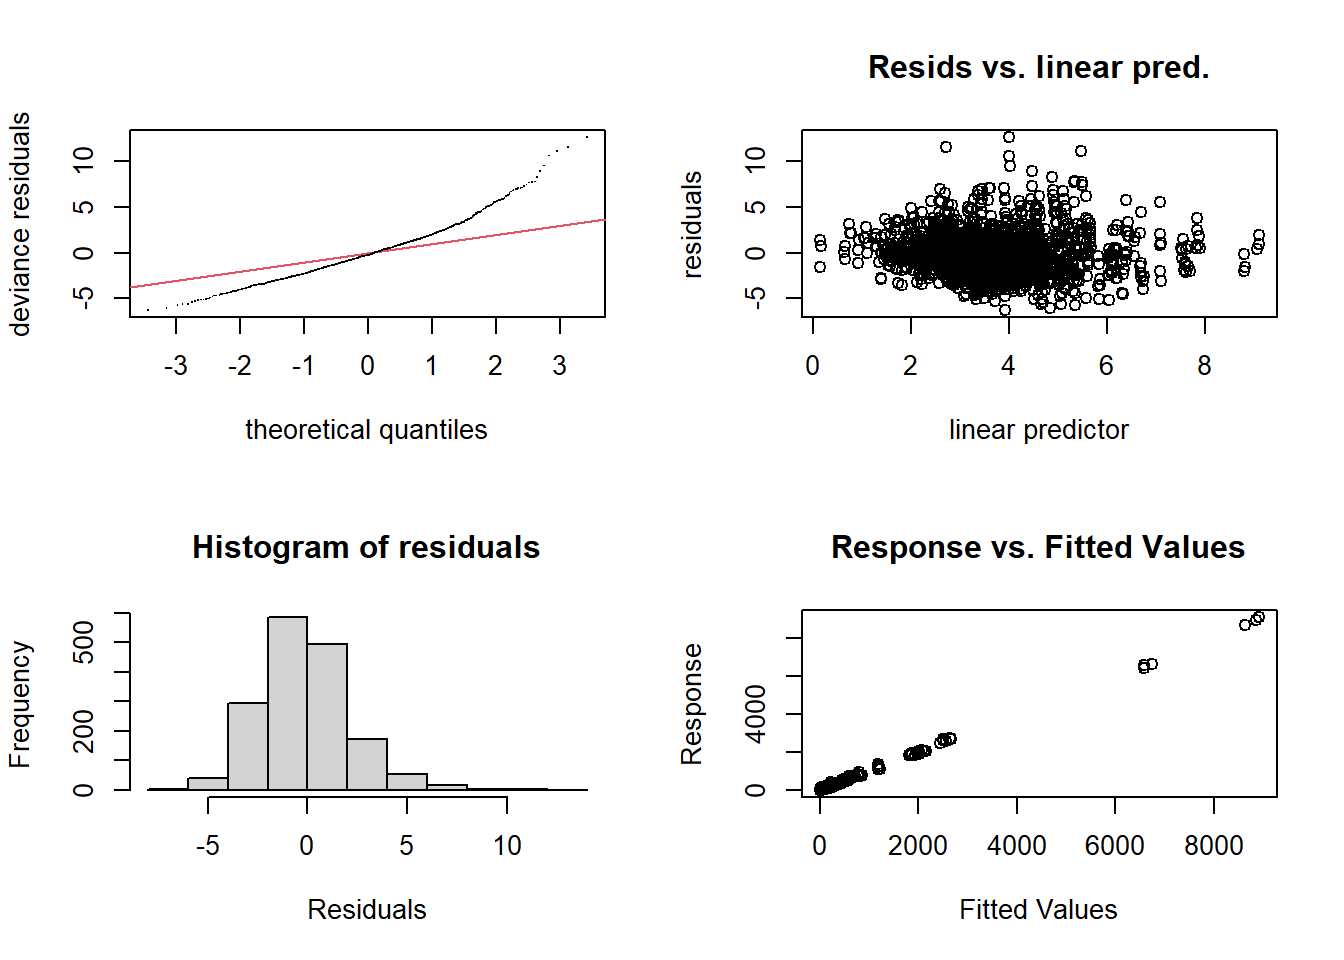 deviance residuals
10
5
0
-5
-3 -2 -1 0 1 2 3
theoretical quantiles
Resids vs. linear pred.
residuals
10
5
0
-5
0 2 4 6 8
linear predictor
Histogram of residuals
Frequency
500
200
0
-5 0 5 10
Residuals
Response vs. Fitted Values
Response
4000
0
0 2000 4000 6000 8000
Fitted Values